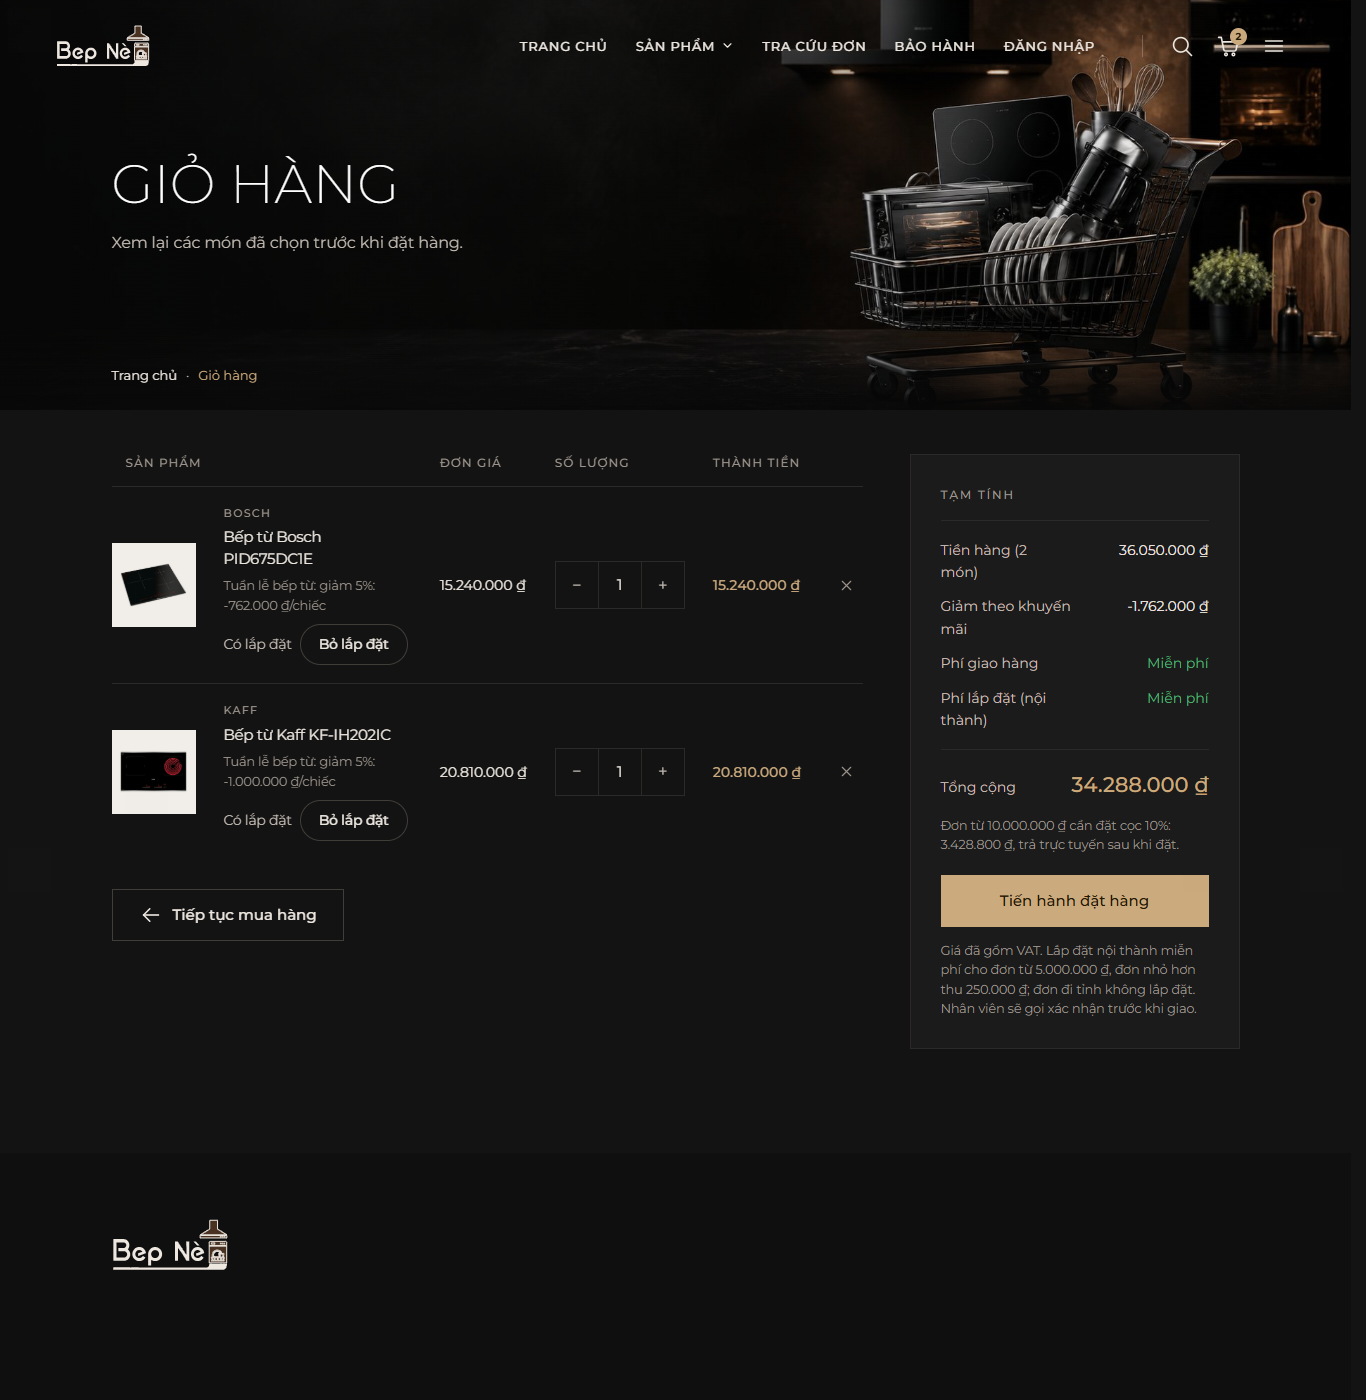 Bep Nè
TRANG CHỦ SẢN PHẨM TRA CỨU ĐƠN BẢO HÀNH ĐĂNG NHẬP 2
GIỎ HÀNG
Xem lại các món đã chọn trước khi đặt hàng.
Trang chủ · Giỏ hàng
SẢN PHẨM ĐƠN GIÁ SỐ LƯỢNG THÀNH TIỀN
BOSCH
Bếp từ Bosch
PID675DC1E
Tuần lễ bếp từ: giảm 5%:
-762.000 ₫/chiếc
Có lắp đặt Bỏ lắp đặt
15.240.000 ₫ − 1 + 15.240.000 ₫ ×
KAFF
Bếp từ Kaff KF-IH202IC
Tuần lễ bếp từ: giảm 5%:
-1.000.000 ₫/chiếc
Có lắp đặt Bỏ lắp đặt
20.810.000 ₫ − 1 + 20.810.000 ₫ ×
← Tiếp tục mua hàng
TẠM TÍNH
Tiền hàng (2 36.050.000 ₫
món)
Giảm theo khuyến -1.762.000 ₫
mãi
Phí giao hàng Miễn phí
Phí lắp đặt (nội Miễn phí
thành)
Tổng cộng 34.288.000 ₫
Đơn từ 10.000.000 ₫ cần đặt cọc 10%:
3.428.800 ₫, trả trực tuyến sau khi đặt.
Tiến hành đặt hàng
Giá đã gồm VAT. Lắp đặt nội thành miễn
phí cho đơn từ 5.000.000 ₫, đơn nhỏ hơn
thu 250.000 ₫; đơn đi tỉnh không lắp đặt.
Nhân viên sẽ gọi xác nhận trước khi giao.
Bep Nè